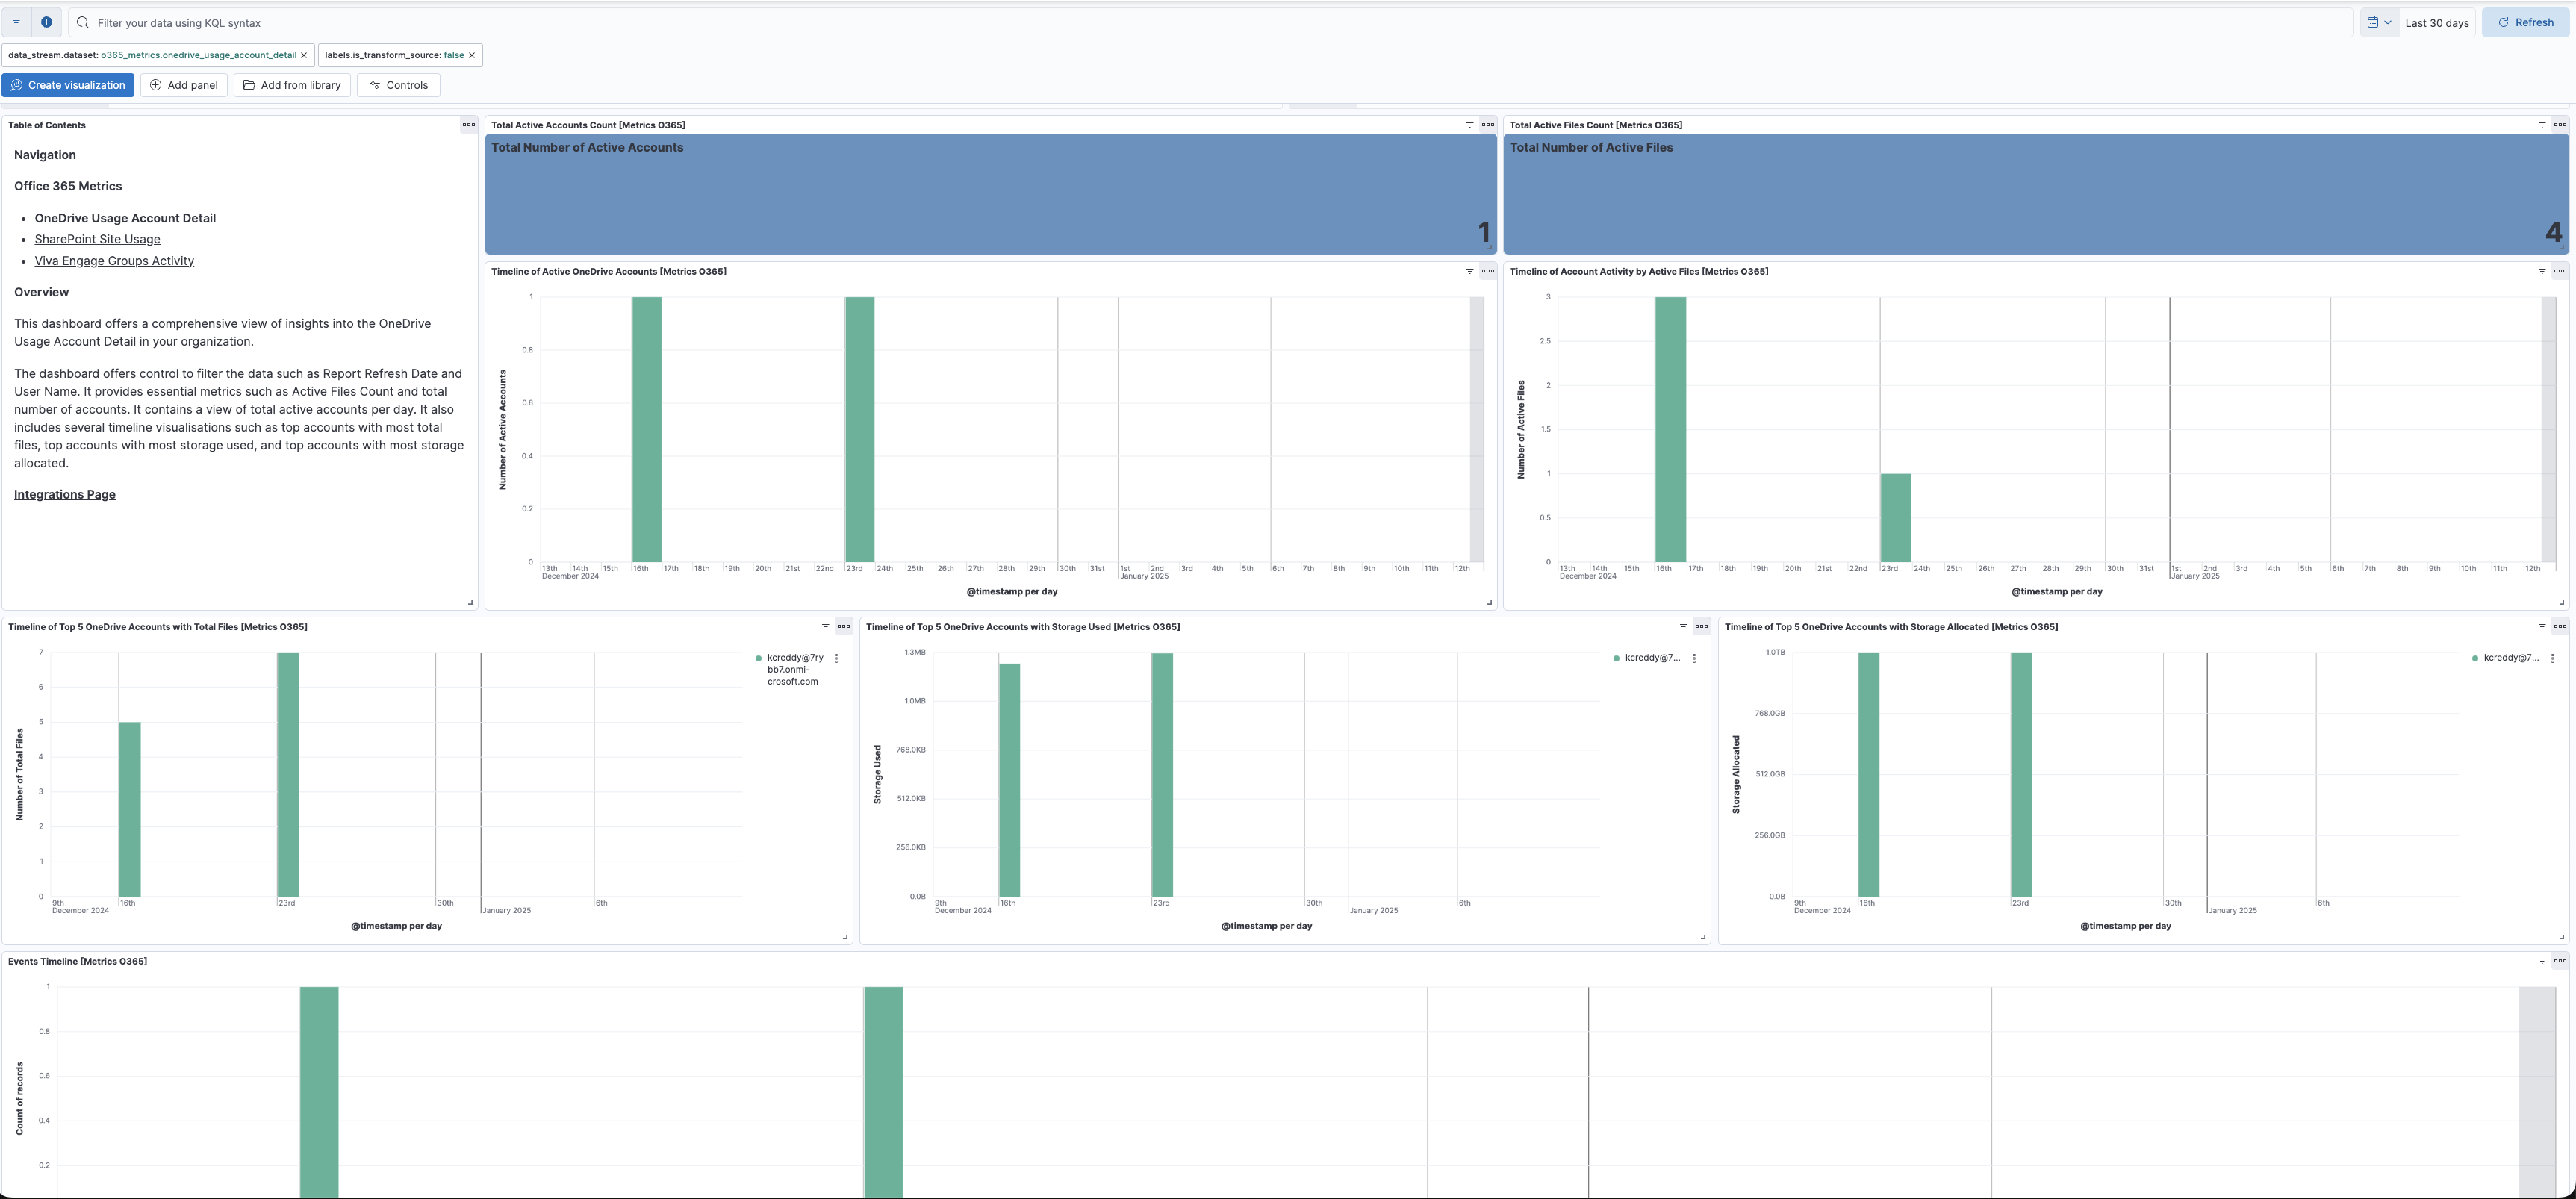 Filter your data using KQL syntax
Last 30 days
Refresh
data_stream.dataset: o365_metrics.onedrive_usage_account_detail ×
labels.is_transform_source: false ×
Create visualization
Add panel
Add from library
Controls
Table of Contents
Navigation
Office 365 Metrics
• OneDrive Usage Account Detail
• SharePoint Site Usage
• Viva Engage Groups Activity
Overview
This dashboard offers a comprehensive view of insights into the OneDrive
Usage Account Detail in your organization.
The dashboard offers control to filter the data such as Report Refresh Date and
User Name. It provides essential metrics such as Active Files Count and total
number of accounts. It contains a view of total active accounts per day. It also
includes several timeline visualisations such as top accounts with most total
files, top accounts with most storage used, and top accounts with most storage
allocated.
Integrations Page
Total Active Accounts Count [Metrics O365]
Total Number of Active Accounts
1
Total Active Files Count [Metrics O365]
Total Number of Active Files
4
Timeline of Active OneDrive Accounts [Metrics O365]
Number of Active Accounts
1
0.8
0.6
0.4
0.2
0
13th 14th 15th 16th 17th 18th 19th 20th 21st 22nd 23rd 24th 25th 26th 27th 28th 29th 30th 31st 1st 2nd 3rd 4th 5th 6th 7th 8th 9th 10th 11th 12th
December 2024 January 2025
@timestamp per day
Timeline of Account Activity by Active Files [Metrics O365]
Number of Active Files
3
2.5
2
1.5
1
0.5
0
13th 14th 15th 16th 17th 18th 19th 20th 21st 22nd 23rd 24th 25th 26th 27th 28th 29th 30th 31st 1st 2nd 3rd 4th 5th 6th 7th 8th 9th 10th 11th 12th
December 2024 January 2025
@timestamp per day
Timeline of Top 5 OneDrive Accounts with Total Files [Metrics O365]
Number of Total Files
7
6
5
4
3
2
1
0
9th 16th 23rd 30th 6th
December 2024 January 2025
@timestamp per day
kcreddy@7ry
bb7.onmi-
crosoft.com
Timeline of Top 5 OneDrive Accounts with Storage Used [Metrics O365]
Storage Used
1.3MB
1.0MB
768.0KB
512.0KB
256.0KB
0.0B
9th 16th 23rd 30th 6th
December 2024 January 2025
@timestamp per day
kcreddy@7...
Timeline of Top 5 OneDrive Accounts with Storage Allocated [Metrics O365]
Storage Allocated
1.0TB
768.0GB
512.0GB
256.0GB
0.0B
9th 16th 23rd 30th 6th
December 2024 January 2025
@timestamp per day
kcreddy@7...
Events Timeline [Metrics O365]
Count of records
1
0.8
0.6
0.4
0.2